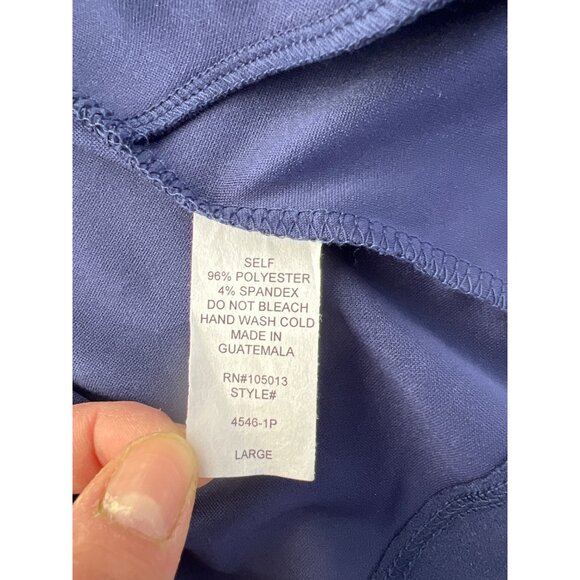 SELF
96% POLYESTER
4% SPANDEX
DO NOT BLEACH
HAND WASH COLD
MADE IN
GUATEMALA
RN#105013
STYLE#
4546-1P
LARGE